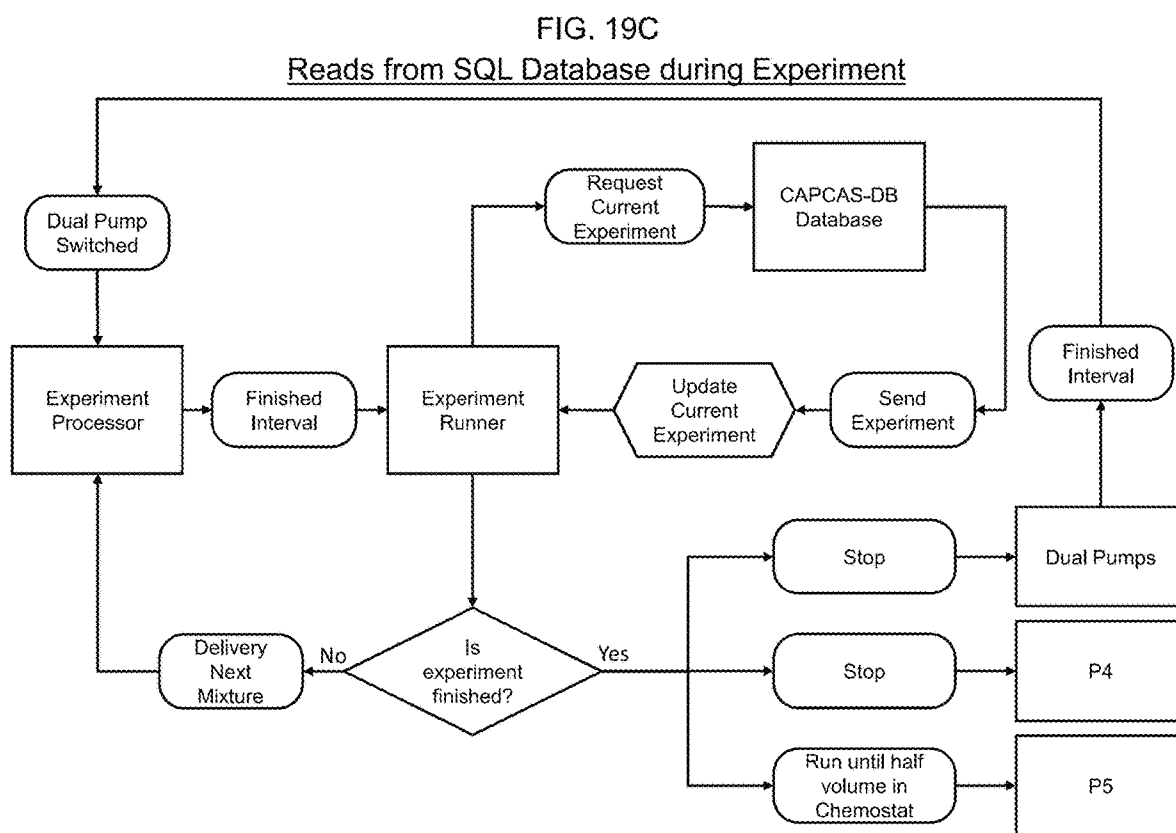 FIG. 19C
Reads from SQL Database during Experiment
Dual Pump
Switched
Request
Current
Experiment
CAPCAS-DB
Database
Experiment
Processor
Finished
Interval
Experiment
Runner
Update
Current
Experiment
Send
Experiment
Finished
Interval
Stop
Dual Pumps
Delivery
Next
Mixture
No
Is
experiment
finished?
Yes
Stop
P4
Run until half
volume in
Chemostat
P5